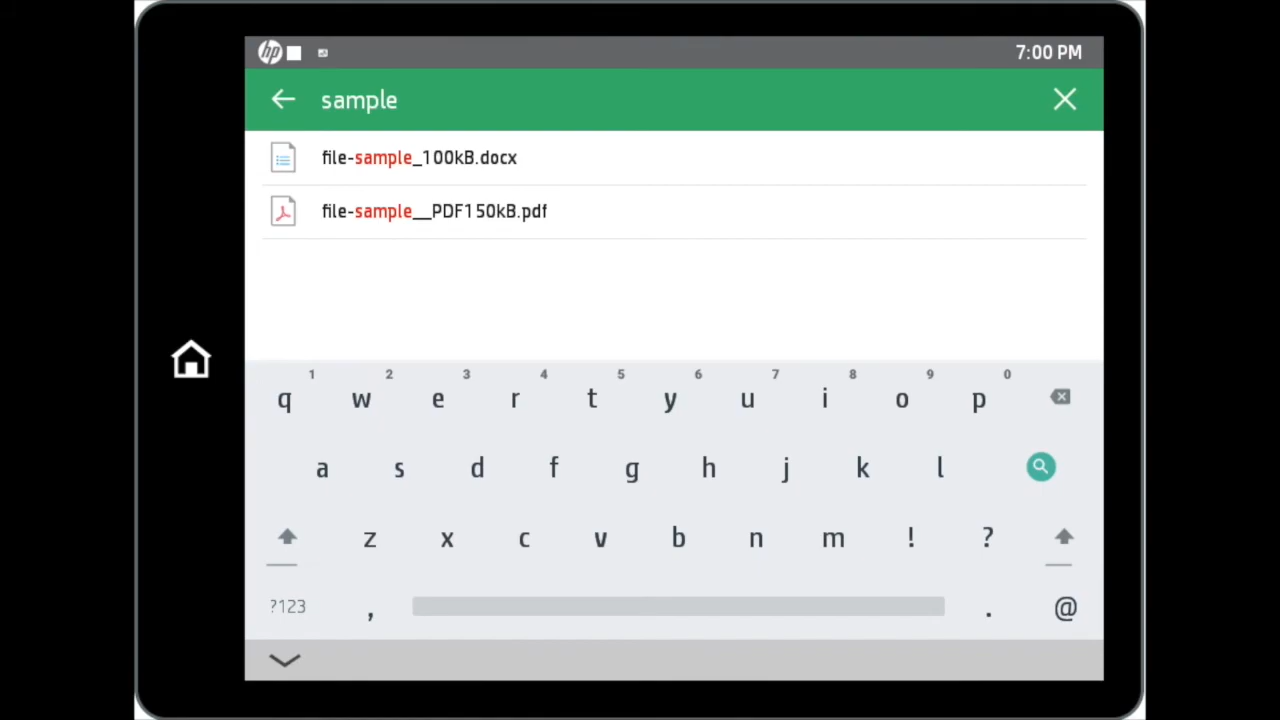 hp
7:00 PM
sample
file-sample_100kB.docx
file-sample__PDF150kB.pdf
1 2 3 4 5 6 7 8 9 0
q w e r t y u i o p
a s d f g h j k l
z x c v b n m ! ?
?123 , . @